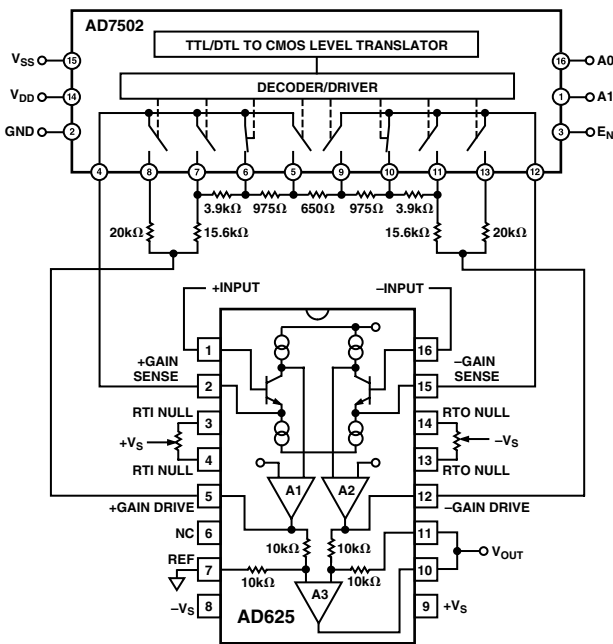 AD7502
TTL/DTL TO CMOS LEVEL TRANSLATOR
DECODER/DRIVER
VSS 15
VDD 14
GND 2
16 A0
1 A1
3 EN
4 8 7 6 5 9 10 11 13 12
3.9kΩ 975Ω 650Ω 975Ω 3.9kΩ
20kΩ 15.6kΩ 15.6kΩ 20kΩ
+INPUT –INPUT
1 16
+GAIN SENSE
2
–GAIN SENSE
15
RTI NULL
3
+VS
RTI NULL
4
RTO NULL
14
–VS
RTO NULL
13
A1 A2
5
+GAIN DRIVE
12
–GAIN DRIVE
NC 6
10kΩ 10kΩ
11
VOUT
REF 7
10kΩ 10kΩ
10
A3
–VS 8
AD625
9 +VS